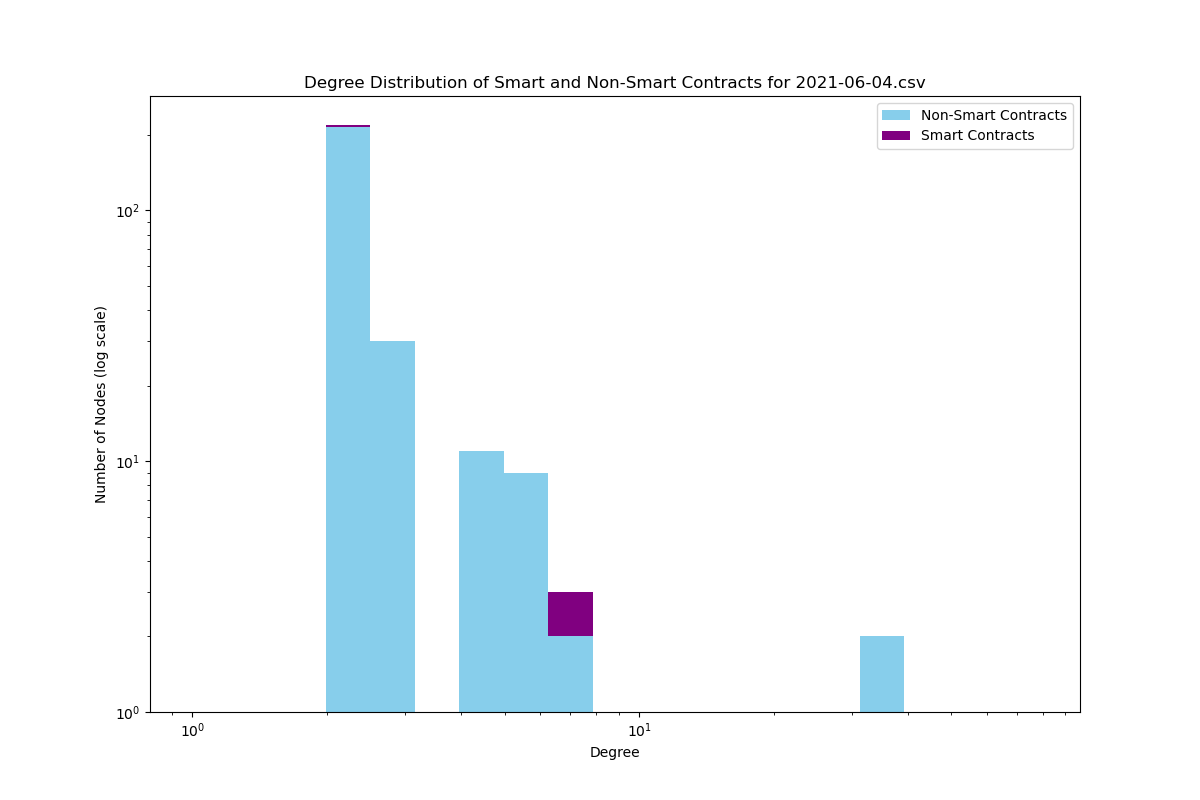 Degree Distribution of Smart and Non-Smart Contracts for 2021-06-04.csv
Non-Smart Contracts
Smart Contracts
Number of Nodes (log scale)
10²
10¹
10⁰
10⁰ 10¹
Degree